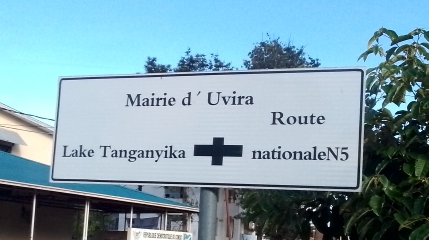 Mairie d´Uvira
Route
Lake Tanganyika nationaleN5